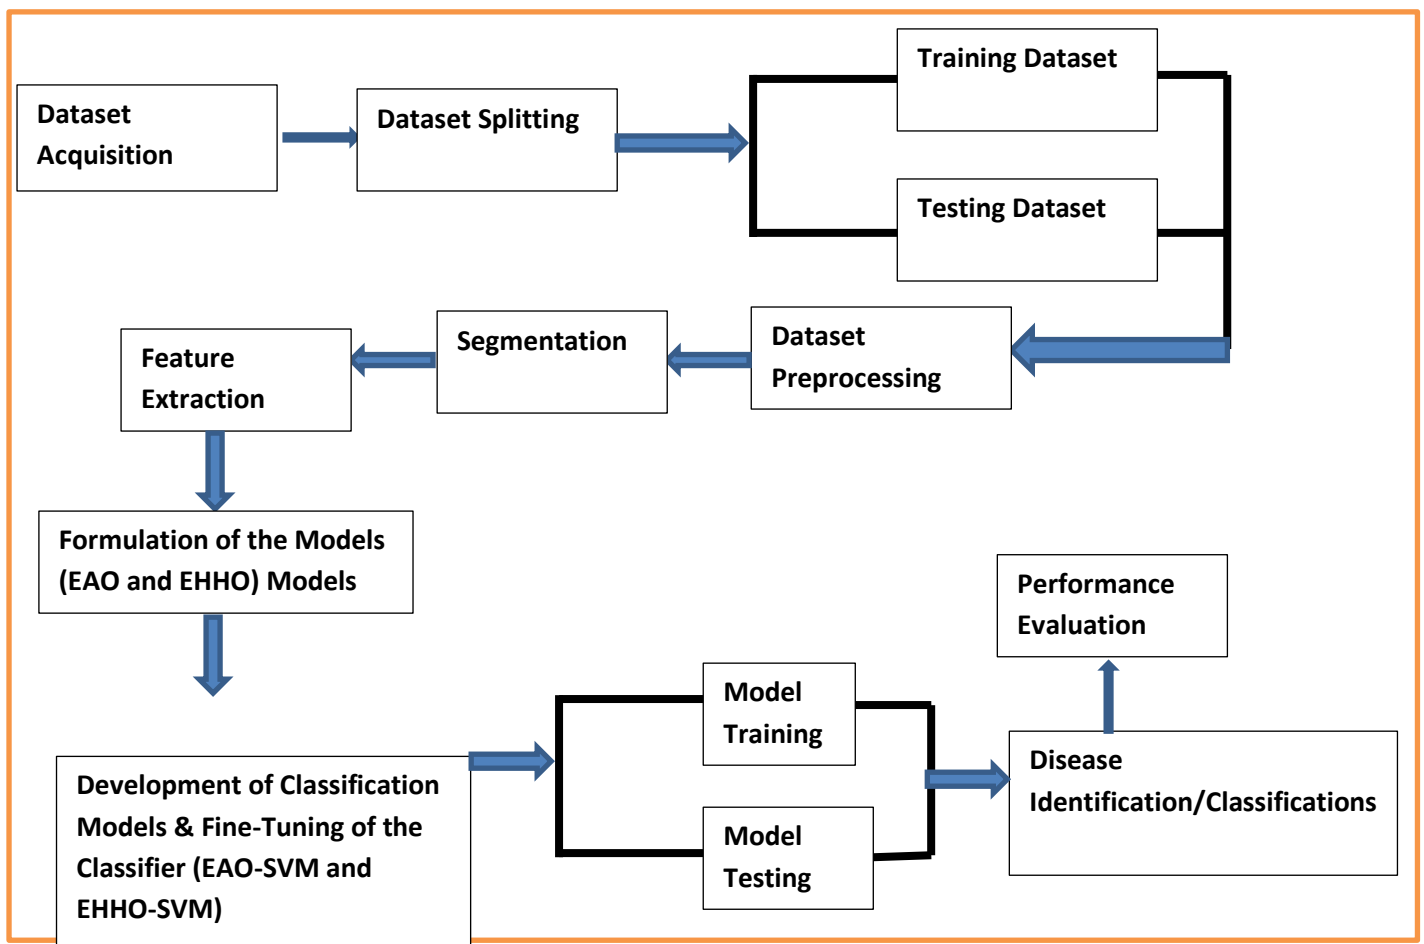 Dataset
Acquisition
Dataset Splitting
Training Dataset
Testing Dataset
Dataset
Preprocessing
Segmentation
Feature
Extraction
Formulation of the Models
(EAO and EHHO) Models
Development of Classification
Models & Fine-Tuning of the
Classifier (EAO-SVM and
EHHO-SVM)
Model
Training
Model
Testing
Disease
Identification/Classifications
Performance
Evaluation